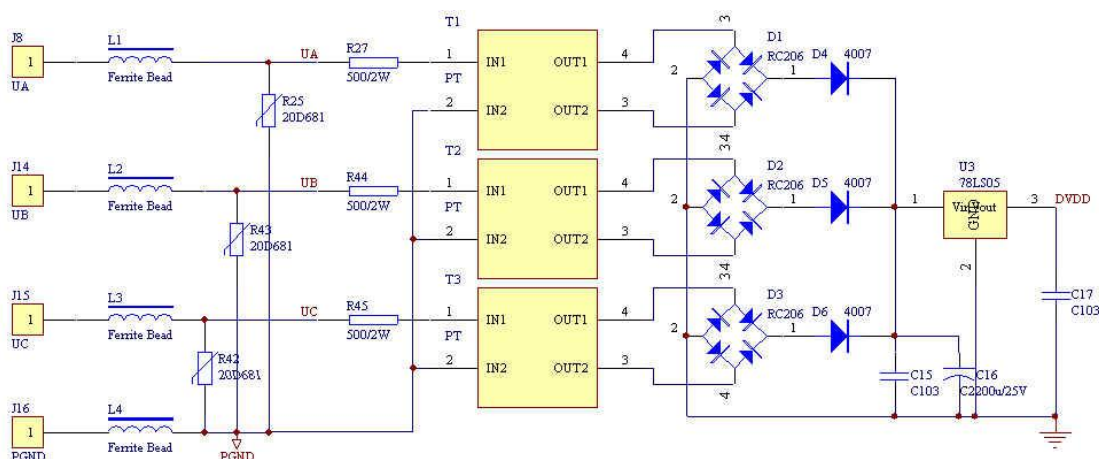 T1
J8
1
UA
L1
Ferrite Bead
UA
R27
500/2W
1
PT
2
IN1
IN2
OUT1
OUT2
4
3
3
2
D1
RC206
1
D4
4007
R25
20D681
34
T2
J14
1
UB
L2
Ferrite Bead
UB
R44
500/2W
1
PT
2
IN1
IN2
OUT1
OUT2
4
3
2
D2
RC206
1
D5
4007
R43
20D681
34
U3
78LS05
1
Vin
Vout
GND
3
2
DVDD
T3
J15
1
UC
L3
Ferrite Bead
UC
R45
500/2W
1
PT
2
IN1
IN2
OUT1
OUT2
4
3
2
D3
RC206
1
D6
4007
R42
20D681
4
C15
C103
C16
C2200u/25V
C17
C103
J16
1
PGND
L4
Ferrite Bead
PGND